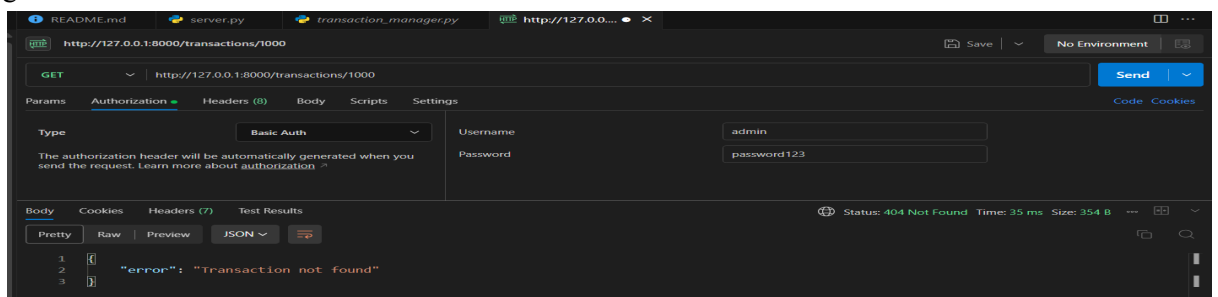 README.md server.py transaction_manager.py http://127.0.0....
http://127.0.0.1:8000/transactions/1000 Save No Environment
GET http://127.0.0.1:8000/transactions/1000 Send
Params Authorization Headers (8) Body Scripts Settings Code Cookies
Type Basic Auth Username admin
The authorization header will be automatically generated when you Password password123
send the request. Learn more about authorization
Body Cookies Headers (7) Test Results Status: 404 Not Found Time: 35 ms Size: 354 B
Pretty Raw Preview JSON
1 {
2 "error": "Transaction not found"
3 }